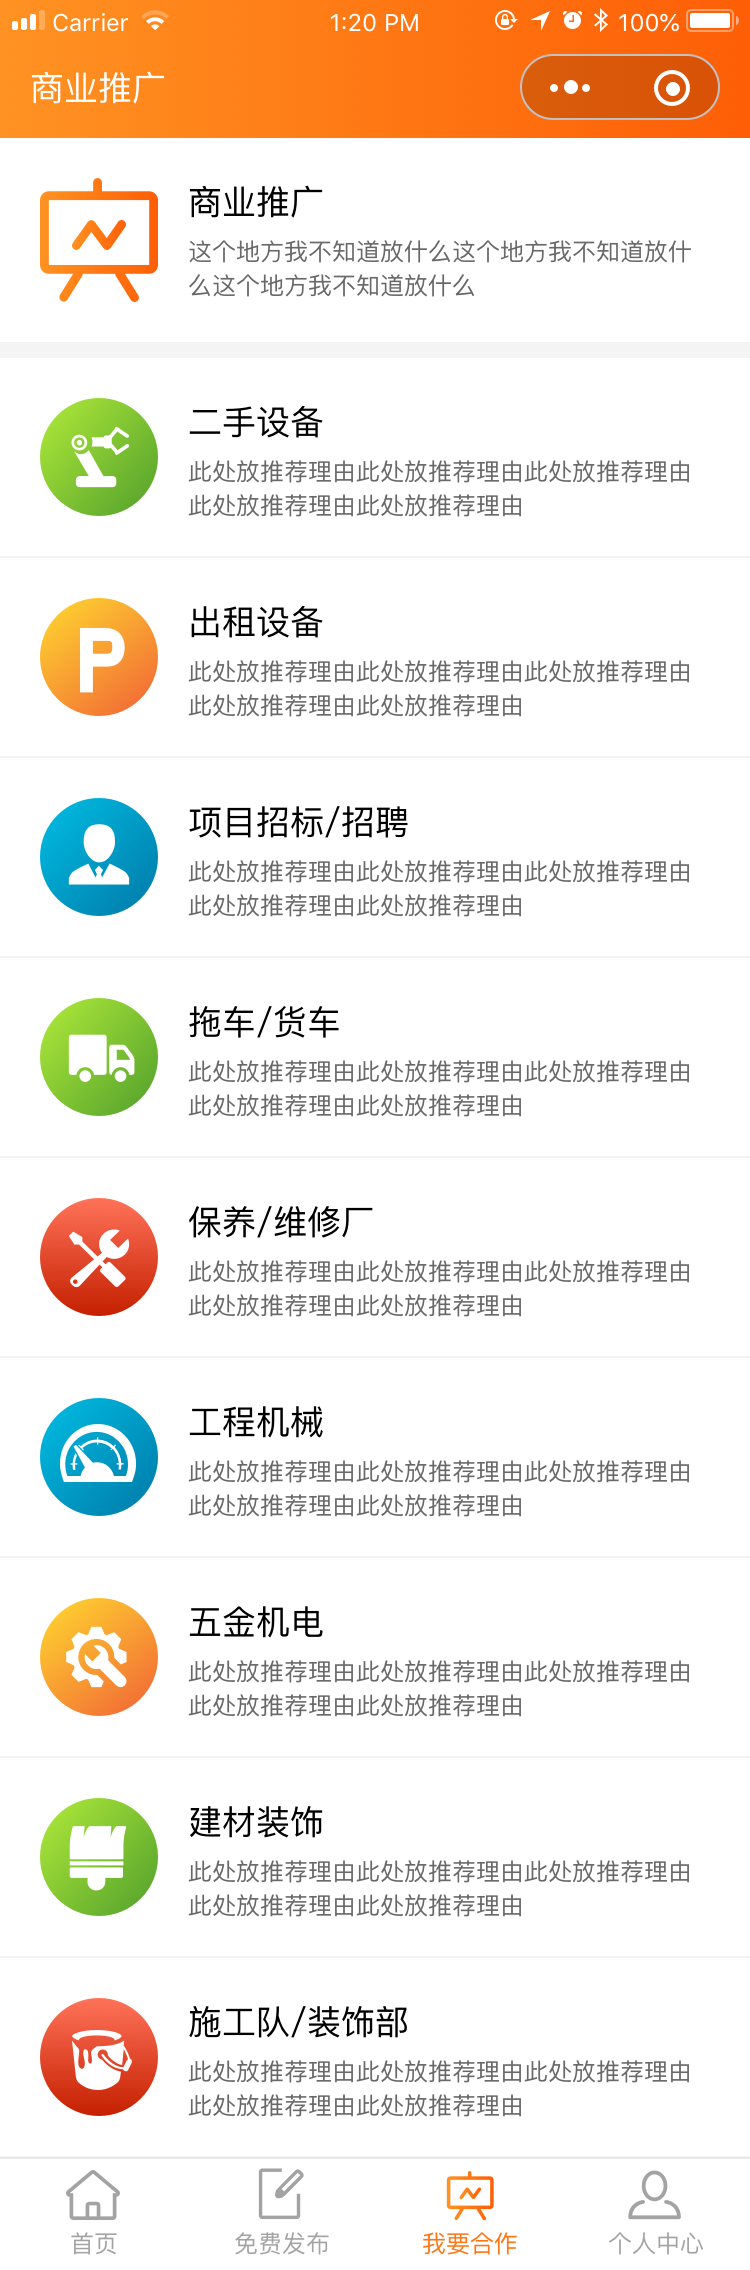 Carrier 1:20 PM 100%
商业推广
商业推广
这个地方我不知道放什么这个地方我不知道放什
么这个地方我不知道放什么
二手设备
此处放推荐理由此处放推荐理由此处放推荐理由
此处放推荐理由此处放推荐理由
P
出租设备
此处放推荐理由此处放推荐理由此处放推荐理由
此处放推荐理由此处放推荐理由
项目招标/招聘
此处放推荐理由此处放推荐理由此处放推荐理由
此处放推荐理由此处放推荐理由
拖车/货车
此处放推荐理由此处放推荐理由此处放推荐理由
此处放推荐理由此处放推荐理由
保养/维修厂
此处放推荐理由此处放推荐理由此处放推荐理由
此处放推荐理由此处放推荐理由
工程机械
此处放推荐理由此处放推荐理由此处放推荐理由
此处放推荐理由此处放推荐理由
五金机电
此处放推荐理由此处放推荐理由此处放推荐理由
此处放推荐理由此处放推荐理由
建材装饰
此处放推荐理由此处放推荐理由此处放推荐理由
此处放推荐理由此处放推荐理由
施工队/装饰部
此处放推荐理由此处放推荐理由此处放推荐理由
此处放推荐理由此处放推荐理由
首页 免费发布 我要合作 个人中心